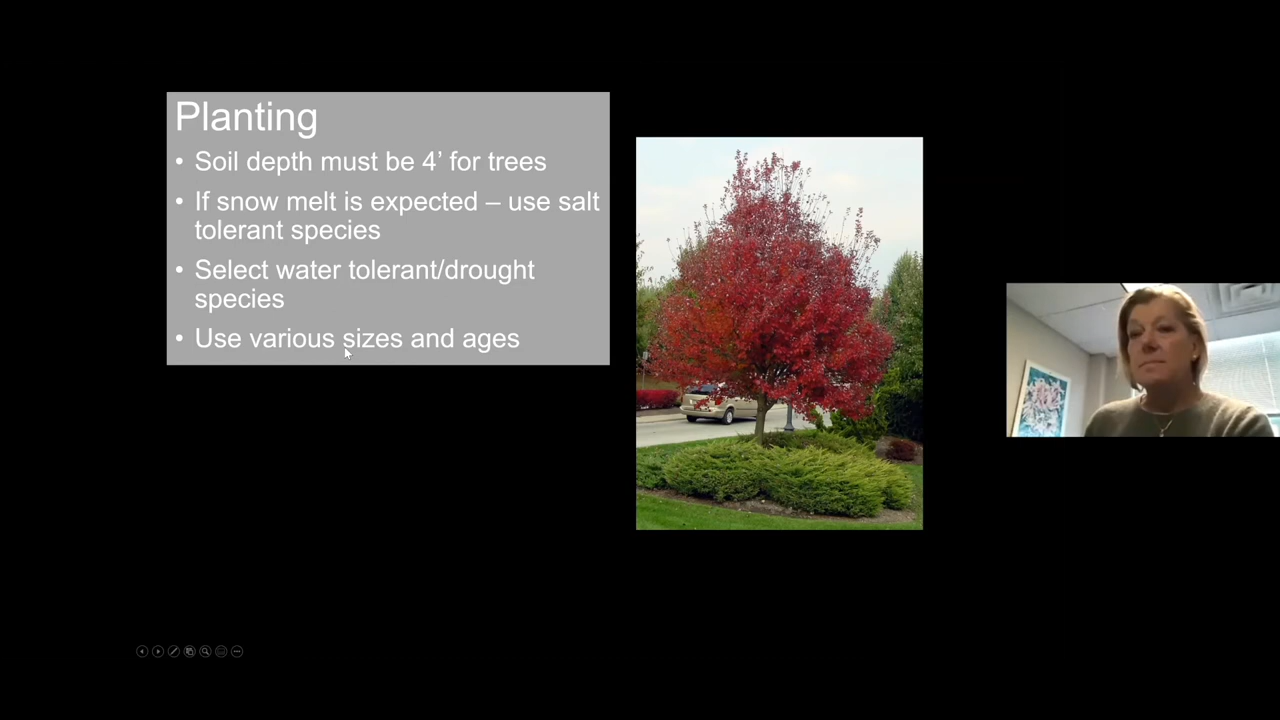 Planting
• Soil depth must be 4’ for trees
• If snow melt is expected – use salt
tolerant species
• Select water tolerant/drought
species
• Use various sizes and ages